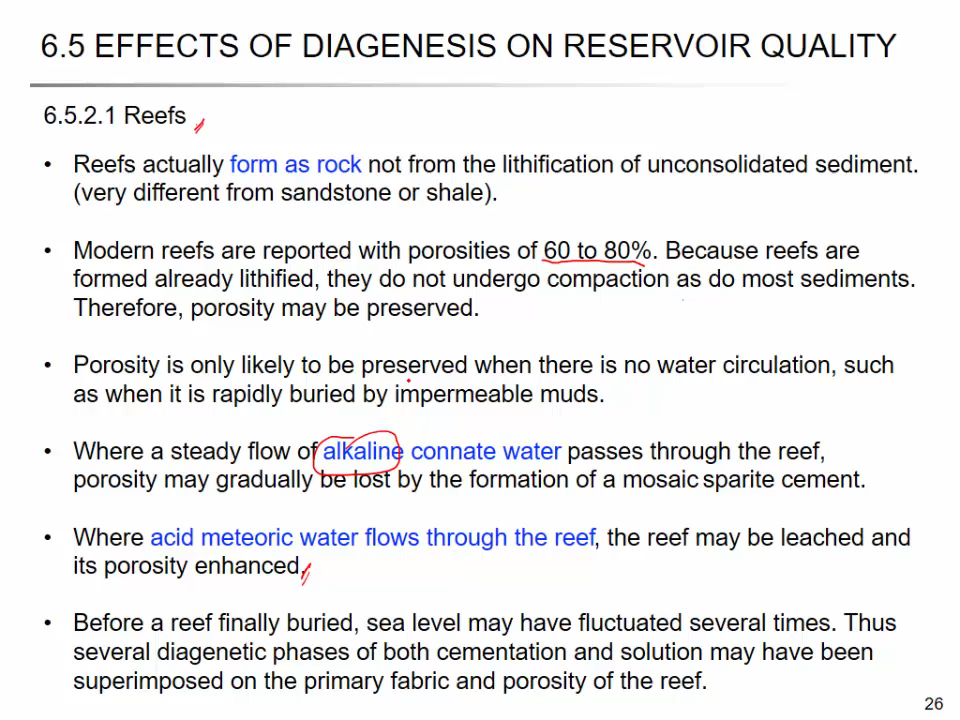 6.5 EFFECTS OF DIAGENESIS ON RESERVOIR QUALITY
6.5.2.1 Reefs
• Reefs actually form as rock not from the lithification of unconsolidated sediment.
(very different from sandstone or shale).
• Modern reefs are reported with porosities of 60 to 80%. Because reefs are
formed already lithified, they do not undergo compaction as do most sediments.
Therefore, porosity may be preserved.
• Porosity is only likely to be preserved when there is no water circulation, such
as when it is rapidly buried by impermeable muds.
• Where a steady flow of alkaline connate water passes through the reef,
porosity may gradually be lost by the formation of a mosaic sparite cement.
• Where acid meteoric water flows through the reef, the reef may be leached and
its porosity enhanced.
• Before a reef finally buried, sea level may have fluctuated several times. Thus
several diagenetic phases of both cementation and solution may have been
superimposed on the primary fabric and porosity of the reef.
26